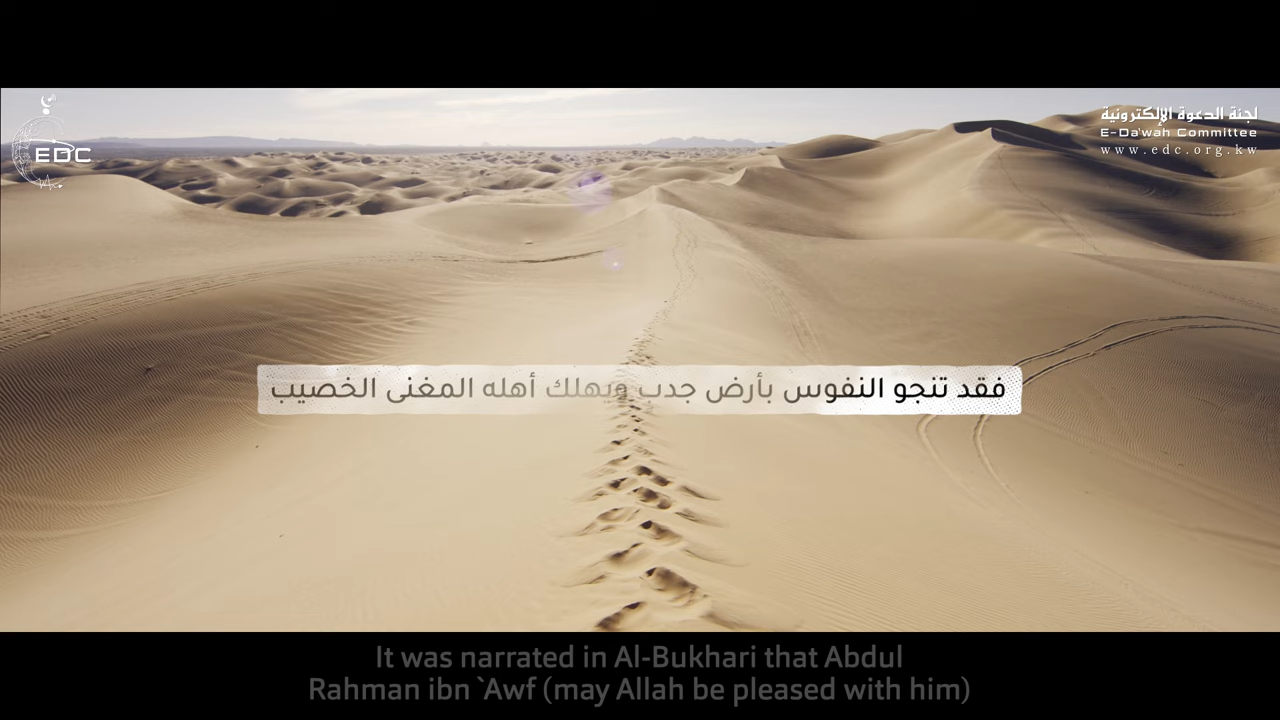 EDC
لجنة الدعوة الإلكترونية
E-Da'wah Committee
www.edc.org.kw
فقد تنجو النفوس بأرض جدب ويهلك أهله المغنى الخصيب
It was narrated in Al-Bukhari that Abdul
Rahman ibn `Awf (may Allah be pleased with him)